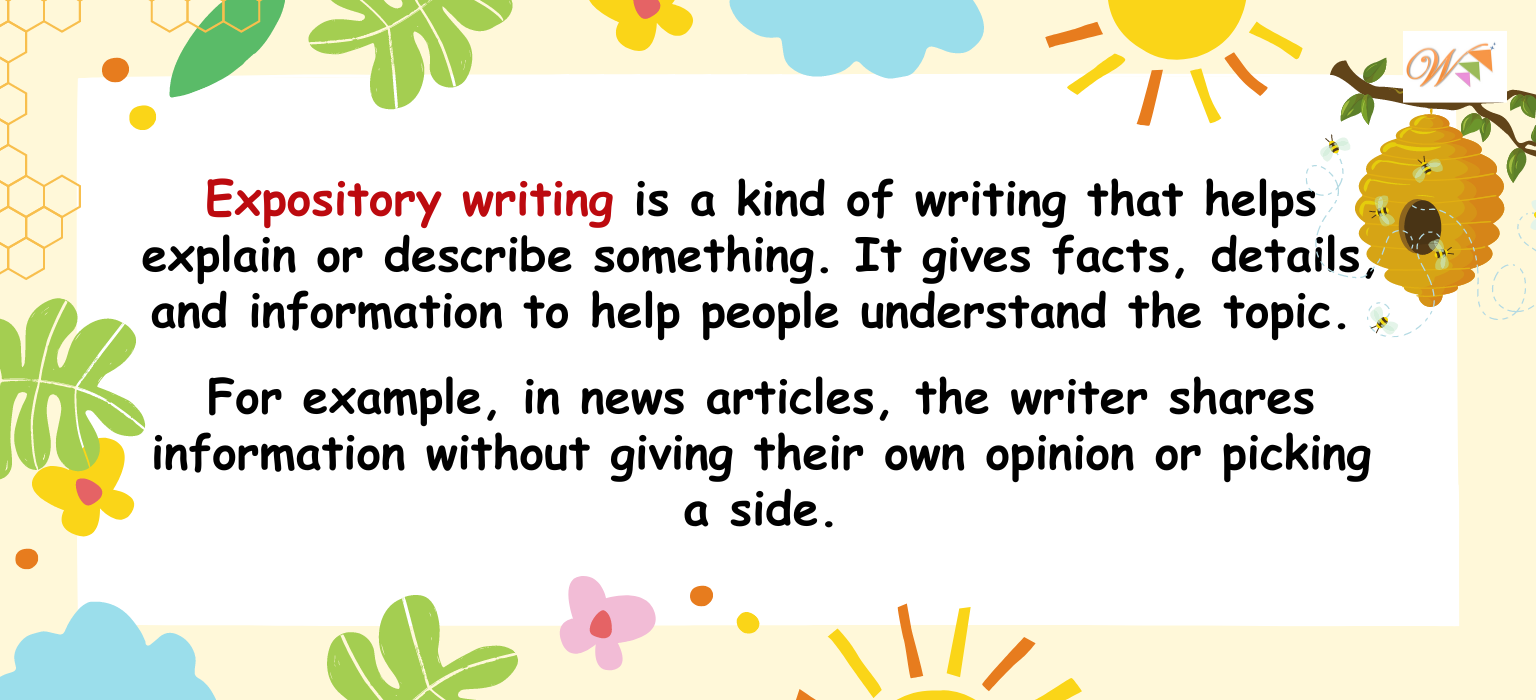 W
Expository writing is a kind of writing that helps
explain or describe something. It gives facts, details,
and information to help people understand the topic.
For example, in news articles, the writer shares
information without giving their own opinion or picking
a side.